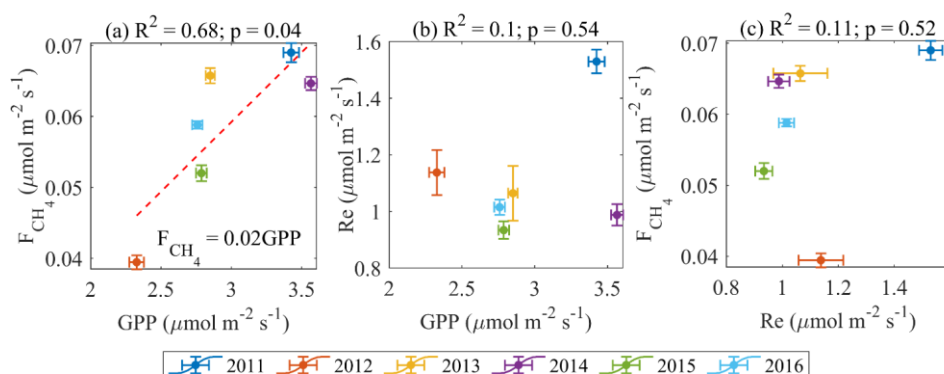 (a) R² = 0.68; p = 0.04
0.07
0.06
0.05
0.04
F_CH₄ (μmol m⁻² s⁻¹)
F_CH₄ = 0.02GPP
2 2.5 3 3.5
GPP (μmol m⁻² s⁻¹)
(b) R² = 0.1; p = 0.54
1.6
1.4
1.2
1
0.8
Re (μmol m⁻² s⁻¹)
2 2.5 3 3.5
GPP (μmol m⁻² s⁻¹)
(c) R² = 0.11; p = 0.52
0.07
0.06
0.05
0.04
F_CH₄ (μmol m⁻² s⁻¹)
0.8 1 1.2 1.4
Re (μmol m⁻² s⁻¹)
2011 2012 2013 2014 2015 2016